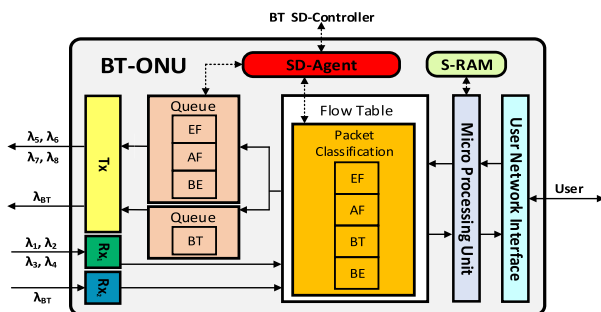 BT SD-Controller
BT-ONU
SD-Agent
S-RAM
Queue
EF
AF
BE
Queue
BT
Flow Table
Packet
Classification
EF
AF
BT
BE
Micro Processing Unit
User Network Interface
User
Tx
Rx1
Rx2
λ5, λ6
λ7, λ8
λBT
λ1, λ2
λ3, λ4
λBT